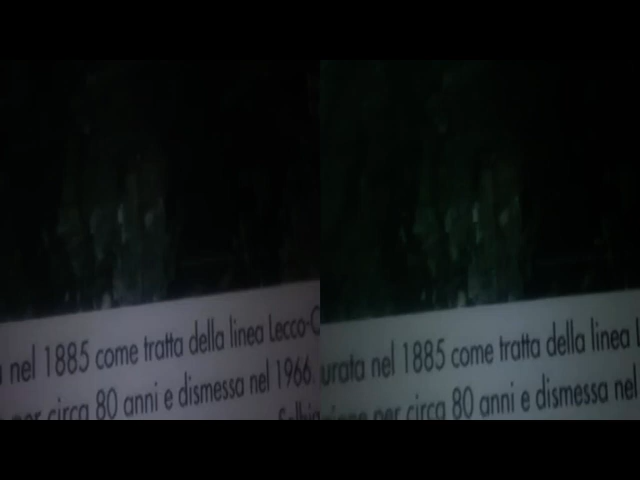 nel 1885 come tratta della linea Lecco-C
per circa 80 anni e dismessa nel 1966.
urata nel 1885 come tratta della linea L
per circa 80 anni e dismessa nel